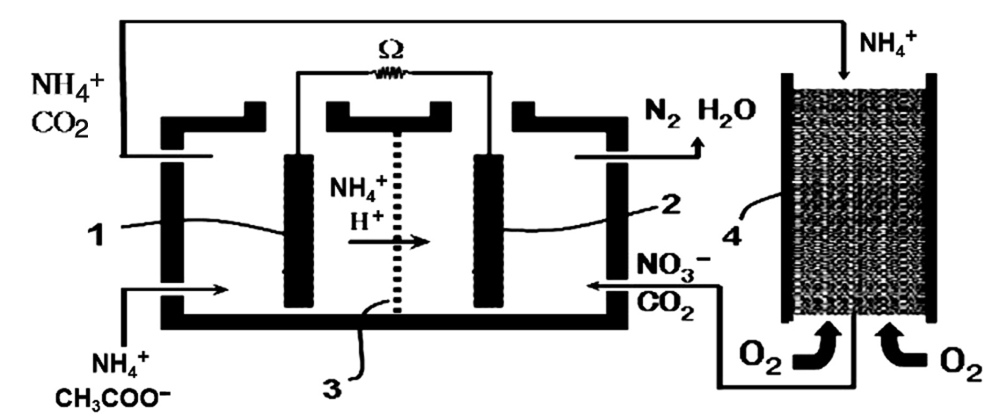 Ω
NH₄⁺
NH₄⁺
CO₂
N₂ H₂O
NH₄⁺
H⁺
1
2
4
NO₃⁻
CO₂
O₂
O₂
NH₄⁺
CH₃COO⁻
3